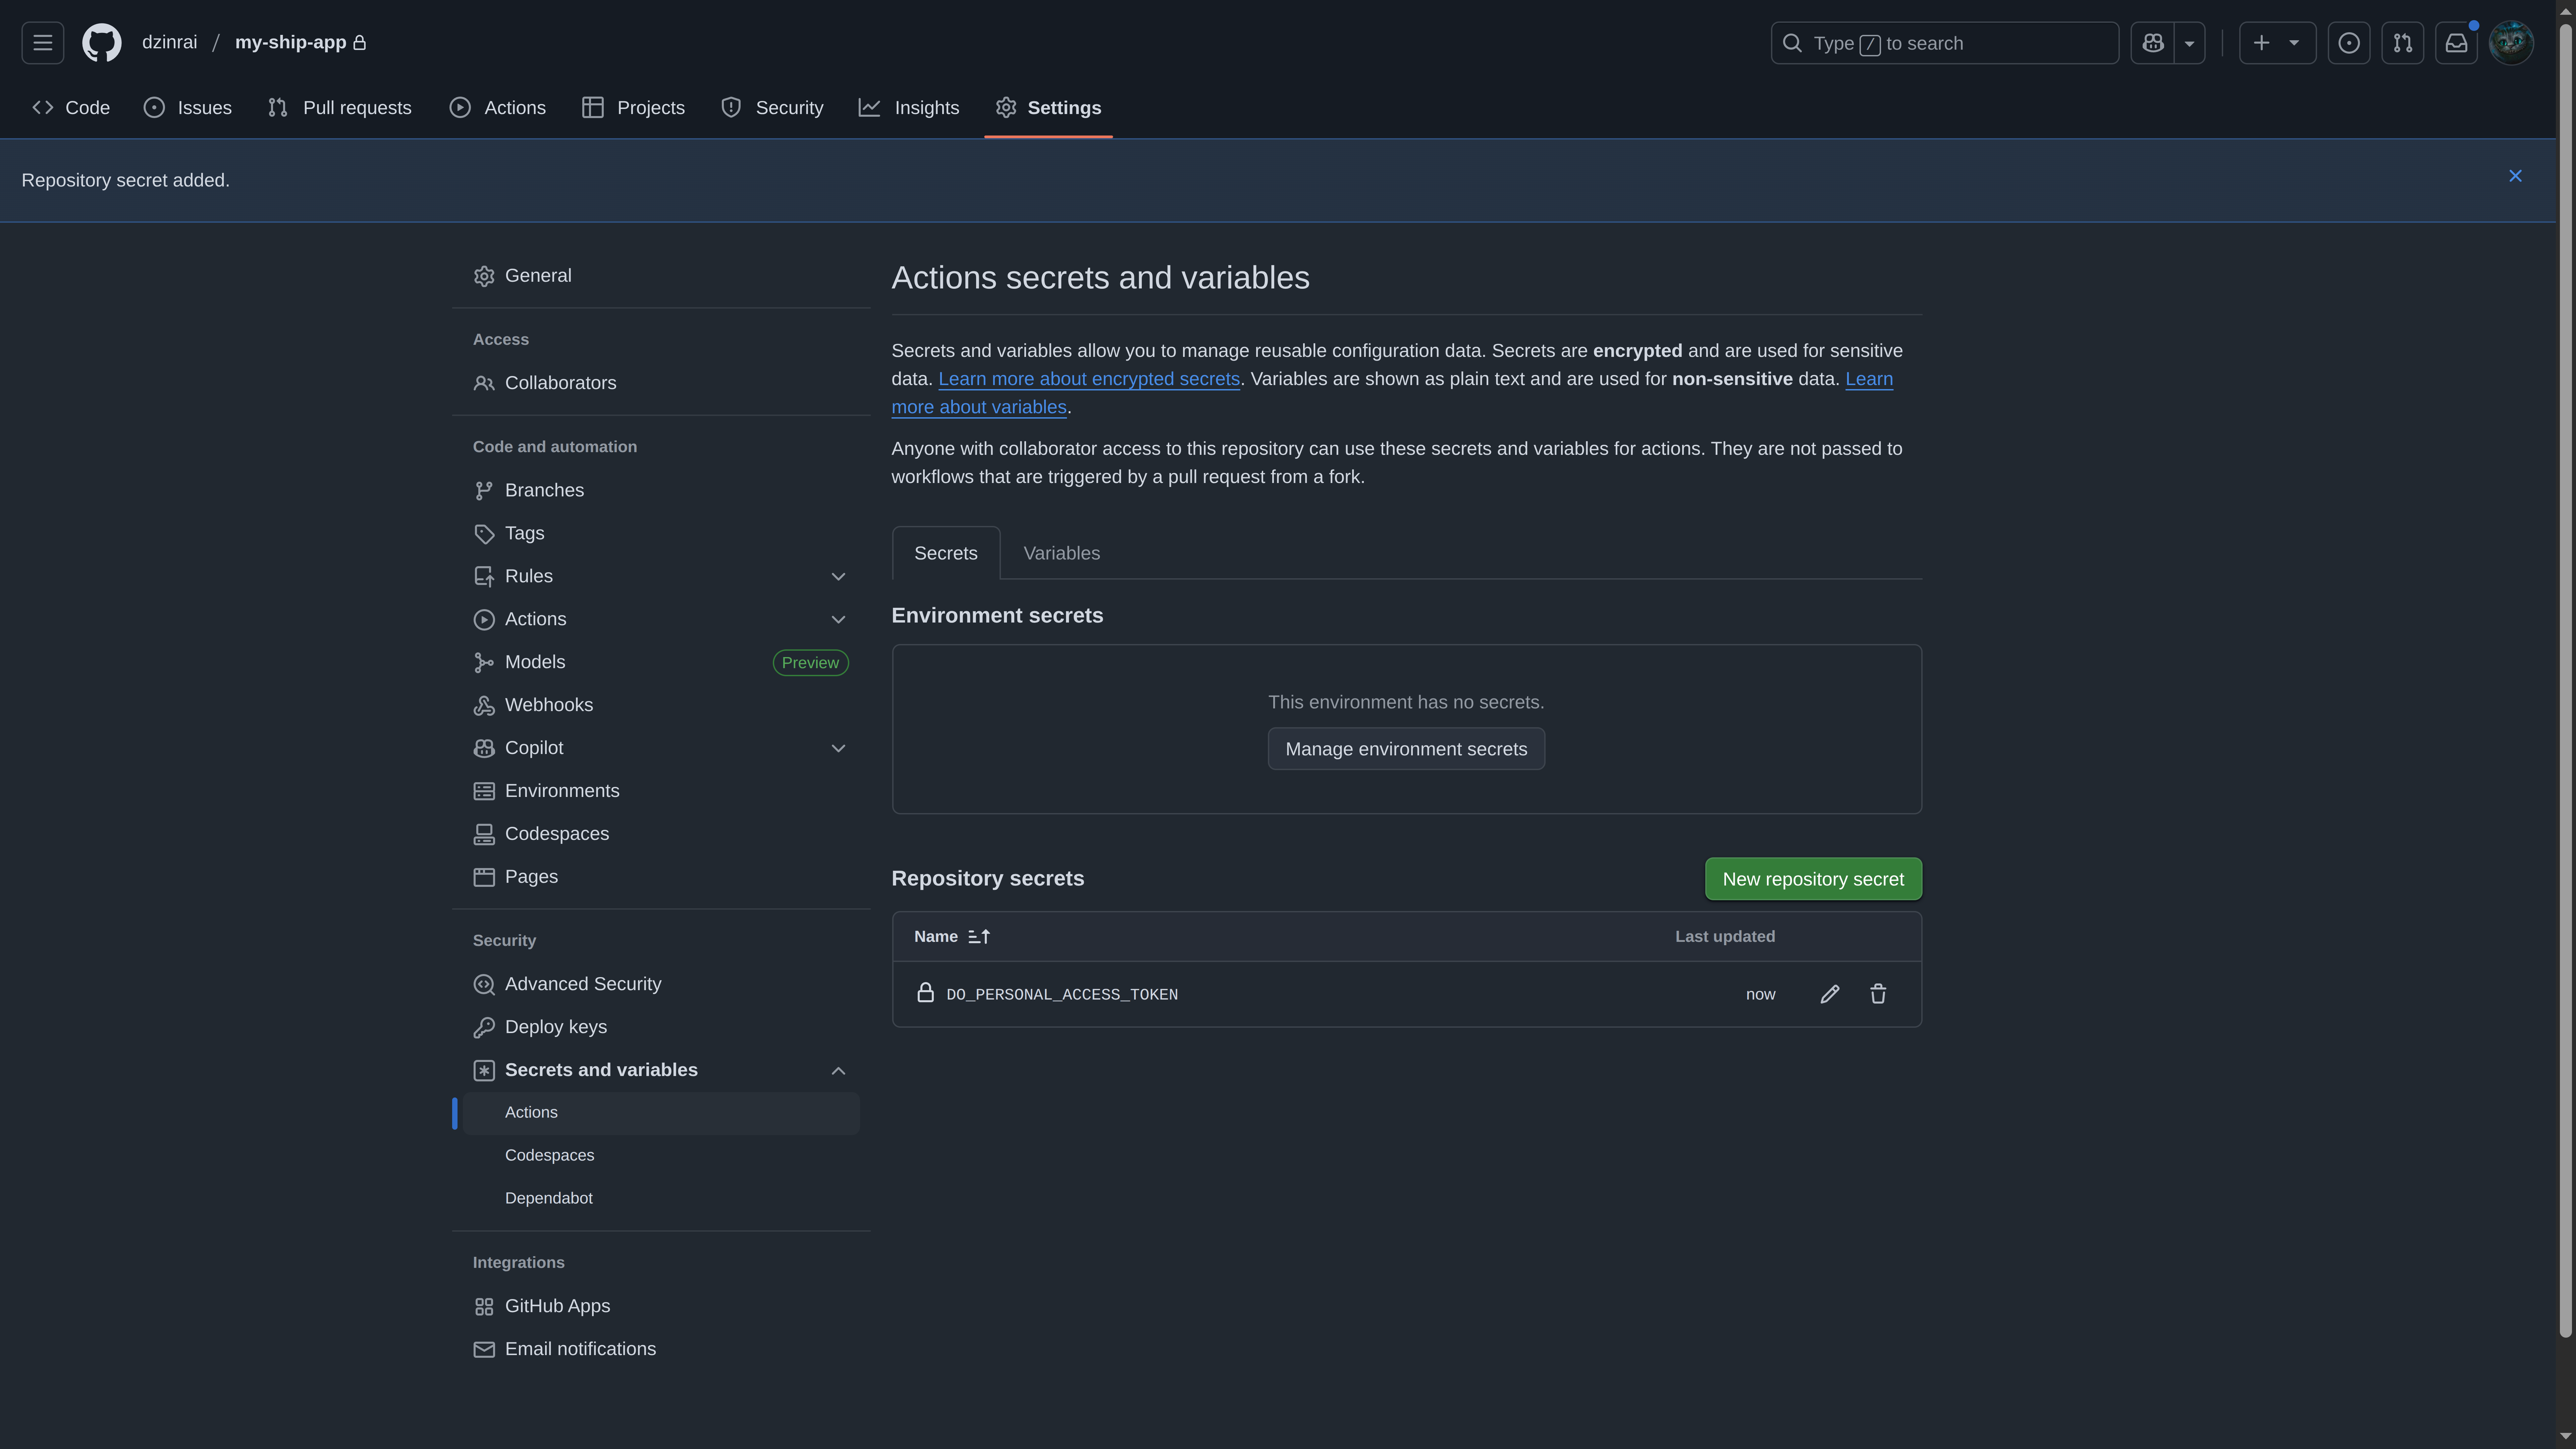 dzinrai / my-ship-app
Type / to search
Code Issues Pull requests Actions Projects Security Insights Settings
Repository secret added.
General
Access
Collaborators
Code and automation
Branches
Tags
Rules
Actions
Models Preview
Webhooks
Copilot
Environments
Codespaces
Pages
Security
Advanced Security
Deploy keys
Secrets and variables
Actions
Codespaces
Dependabot
Integrations
GitHub Apps
Email notifications
Actions secrets and variables
Secrets and variables allow you to manage reusable configuration data. Secrets are encrypted and are used for sensitive
data. Learn more about encrypted secrets. Variables are shown as plain text and are used for non-sensitive data. Learn
more about variables.
Anyone with collaborator access to this repository can use these secrets and variables for actions. They are not passed to
workflows that are triggered by a pull request from a fork.
Secrets Variables
Environment secrets
This environment has no secrets.
Manage environment secrets
Repository secrets New repository secret
Name Last updated
DO_PERSONAL_ACCESS_TOKEN now